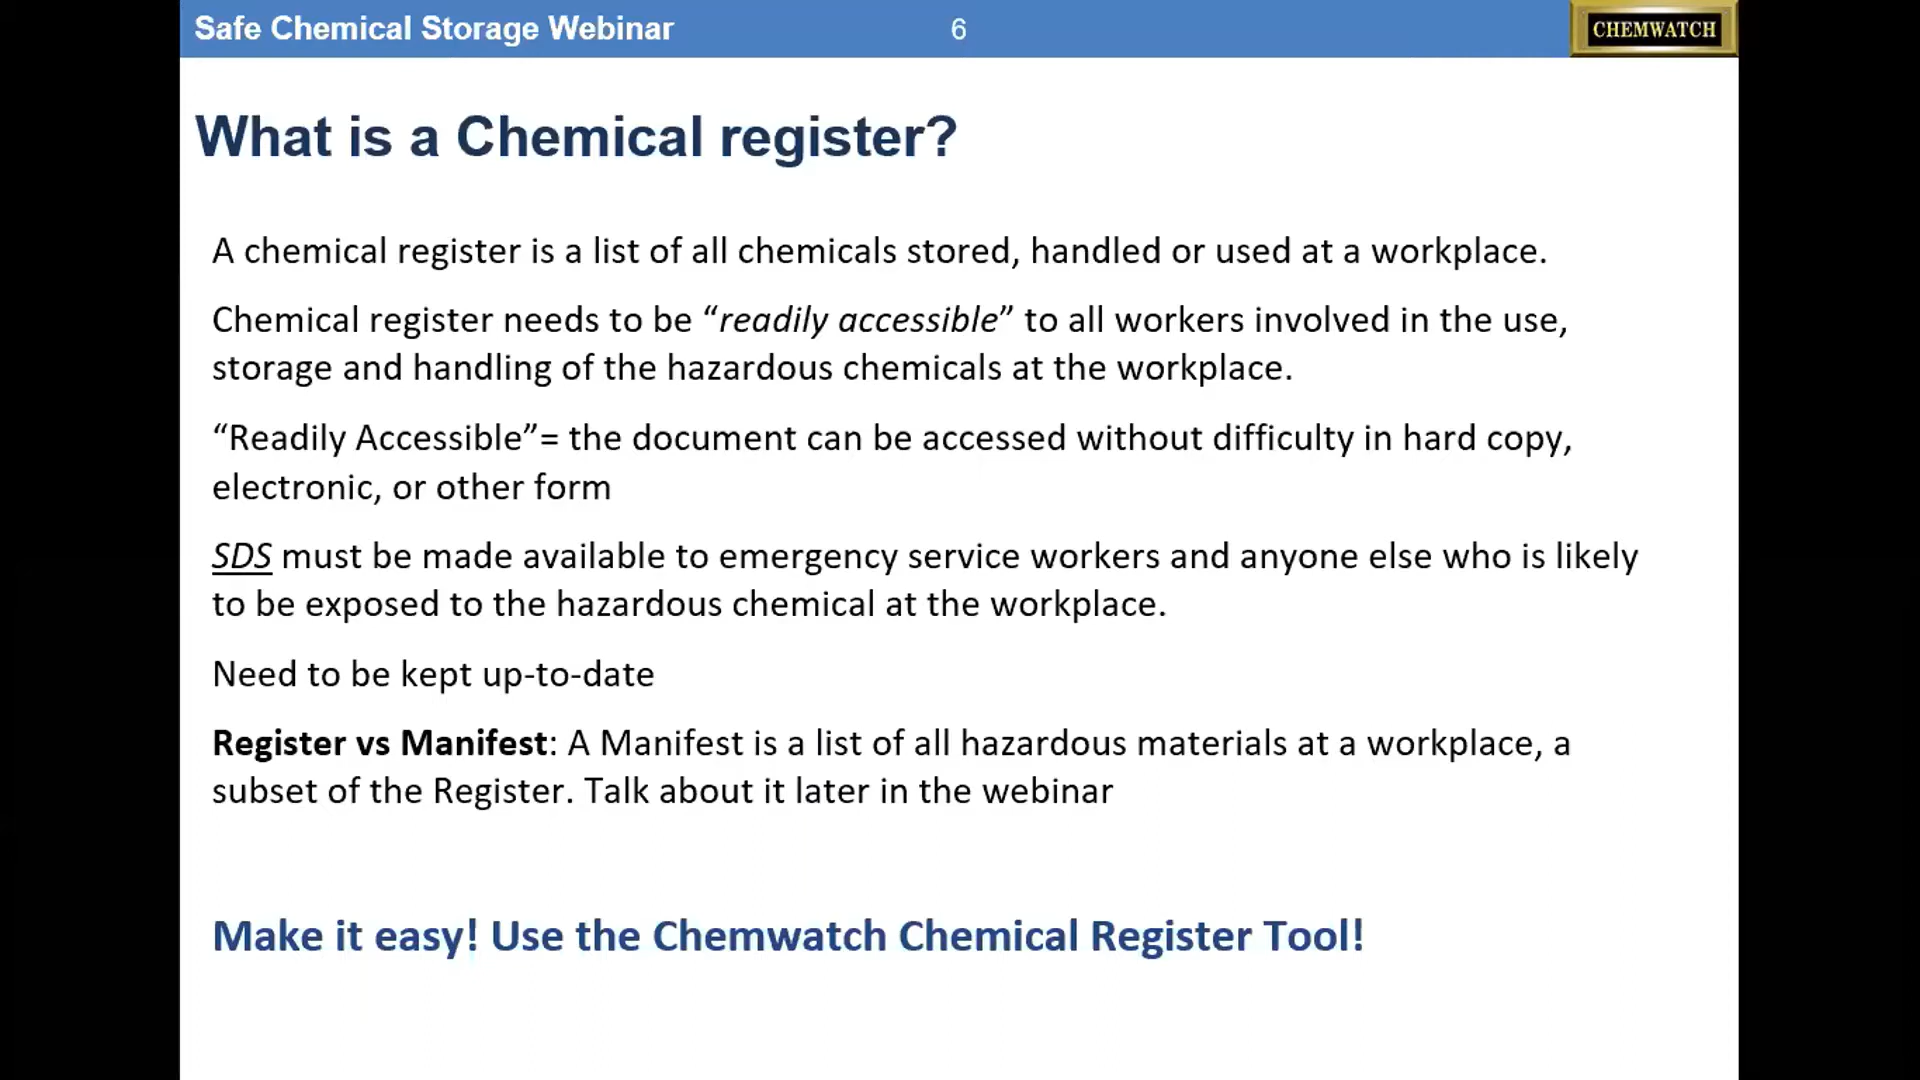 Safe Chemical Storage Webinar
6
CHEMWATCH
What is a Chemical register?
A chemical register is a list of all chemicals stored, handled or used at a workplace.
Chemical register needs to be “readily accessible” to all workers involved in the use,
storage and handling of the hazardous chemicals at the workplace.
“Readily Accessible”= the document can be accessed without difficulty in hard copy,
electronic, or other form
SDS must be made available to emergency service workers and anyone else who is likely
to be exposed to the hazardous chemical at the workplace.
Need to be kept up-to-date
Register vs Manifest: A Manifest is a list of all hazardous materials at a workplace, a
subset of the Register. Talk about it later in the webinar
Make it easy! Use the Chemwatch Chemical Register Tool!